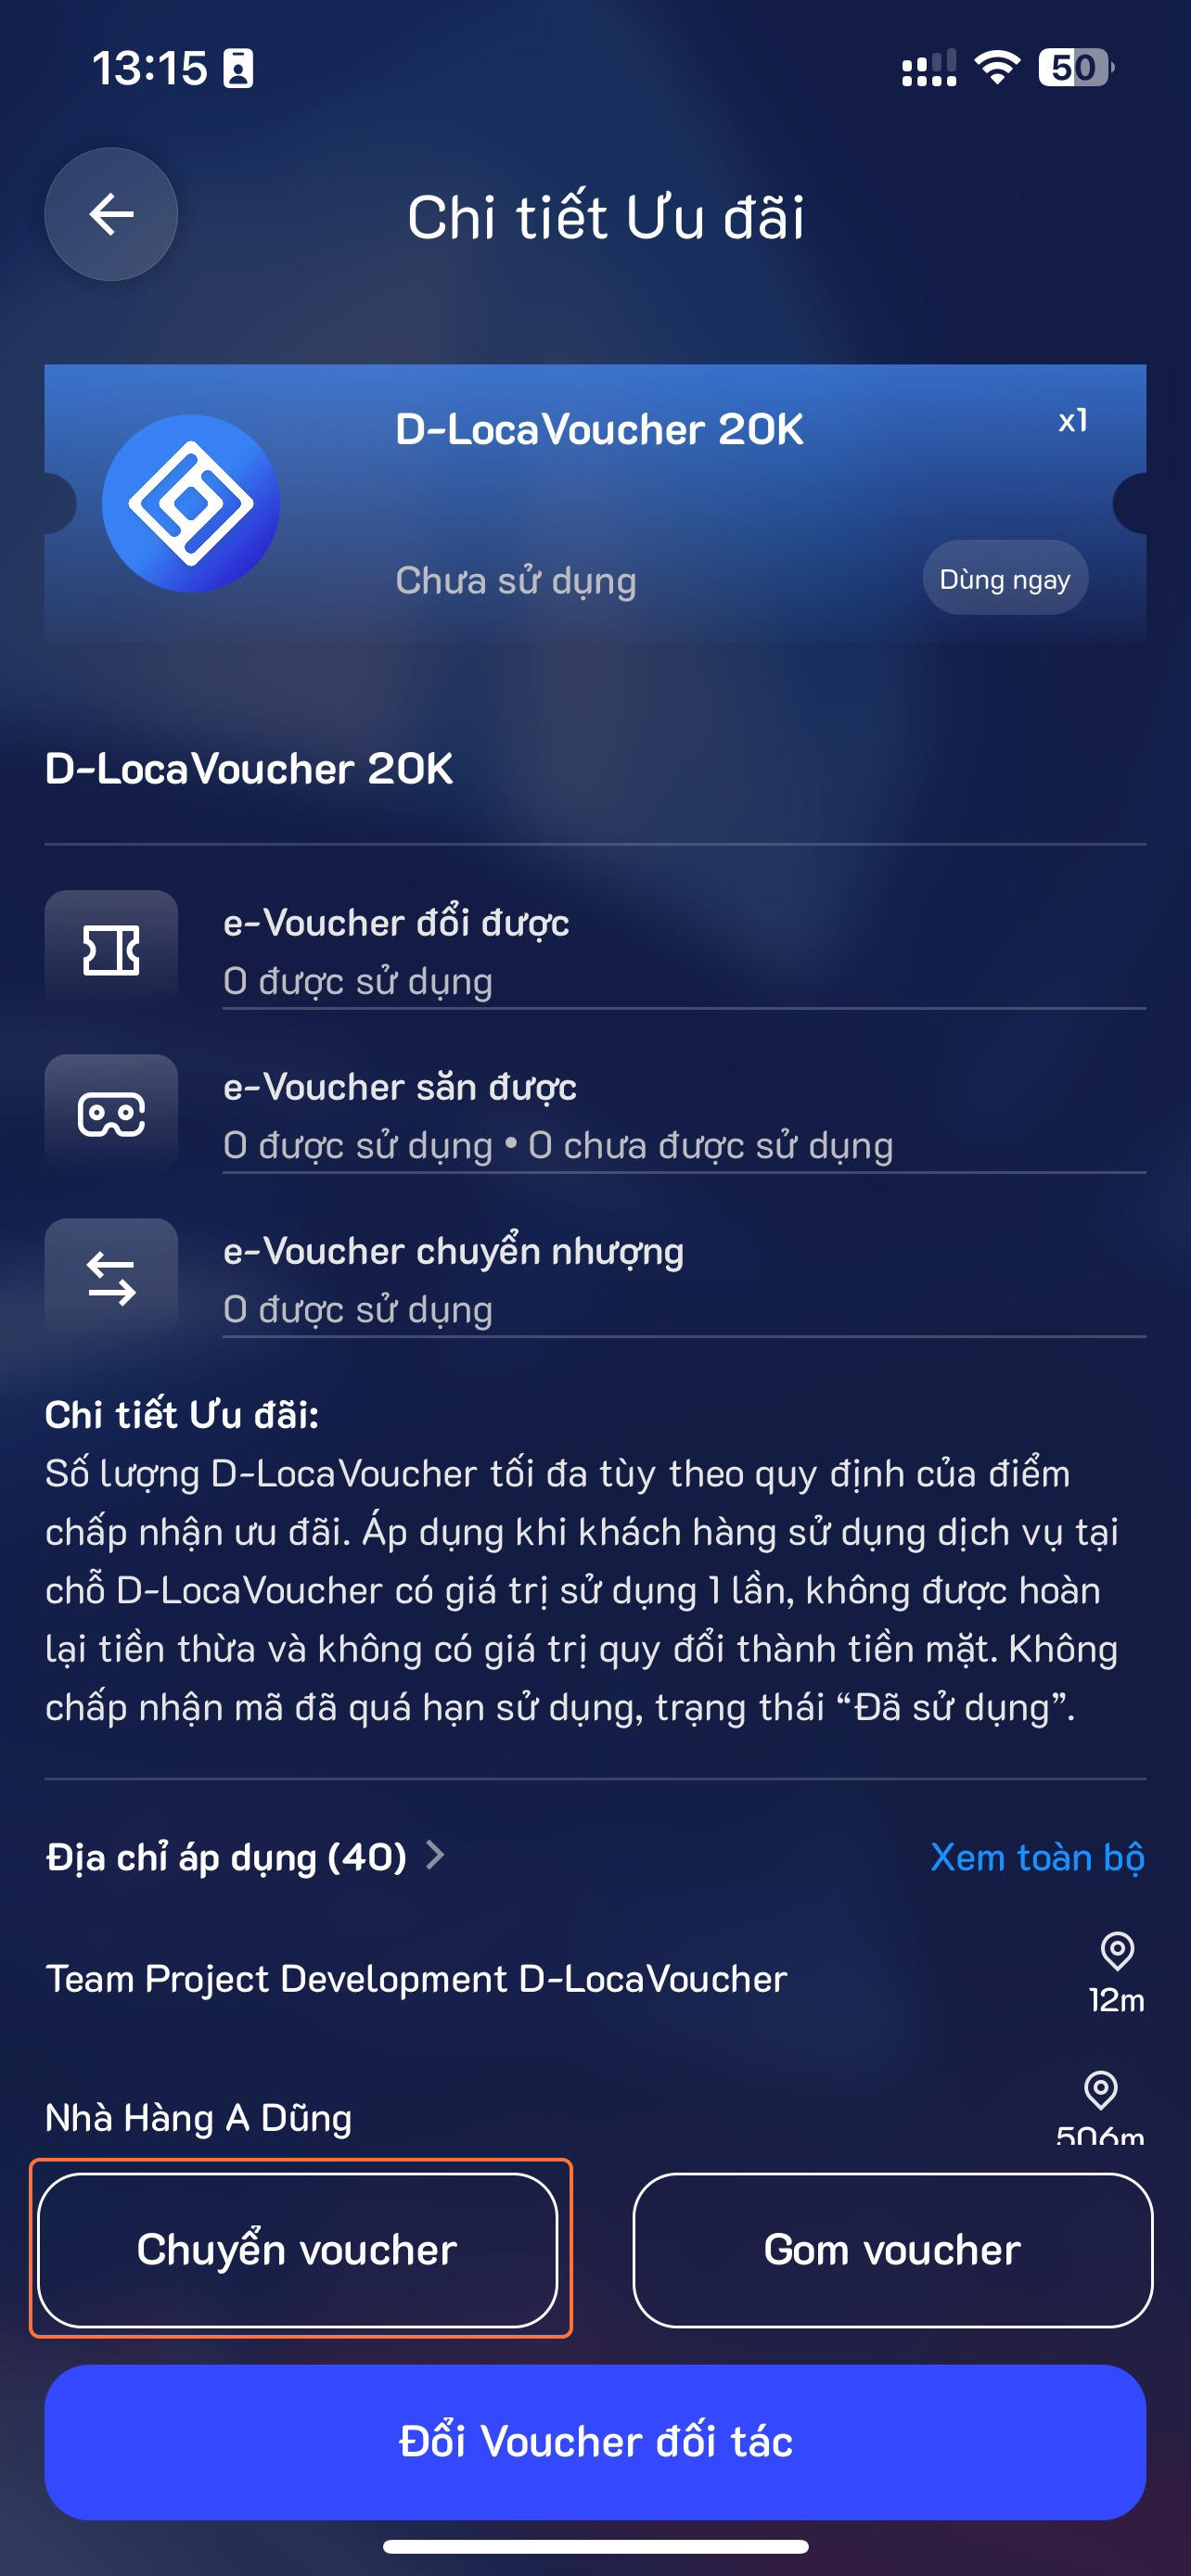 13:15
50
Chi tiết Ưu đãi
D-LocaVoucher 20K
x1
Chưa sử dụng
Dùng ngay
D-LocaVoucher 20K
e-Voucher đổi được
0 được sử dụng
e-Voucher săn được
0 được sử dụng • 0 chưa được sử dụng
e-Voucher chuyển nhượng
0 được sử dụng
Chi tiết Ưu đãi:
Số lượng D-LocaVoucher tối đa tùy theo quy định của điểm
chấp nhận ưu đãi. Áp dụng khi khách hàng sử dụng dịch vụ tại
chỗ D-LocaVoucher có giá trị sử dụng 1 lần, không được hoàn
lại tiền thừa và không có giá trị quy đổi thành tiền mặt. Không
chấp nhận mã đã quá hạn sử dụng, trạng thái “Đã sử dụng”.
Địa chỉ áp dụng (40)
Xem toàn bộ
Team Project Development D-LocaVoucher
12m
Nhà Hàng A Dũng
506m
Chuyển voucher
Gom voucher
Đổi Voucher đối tác